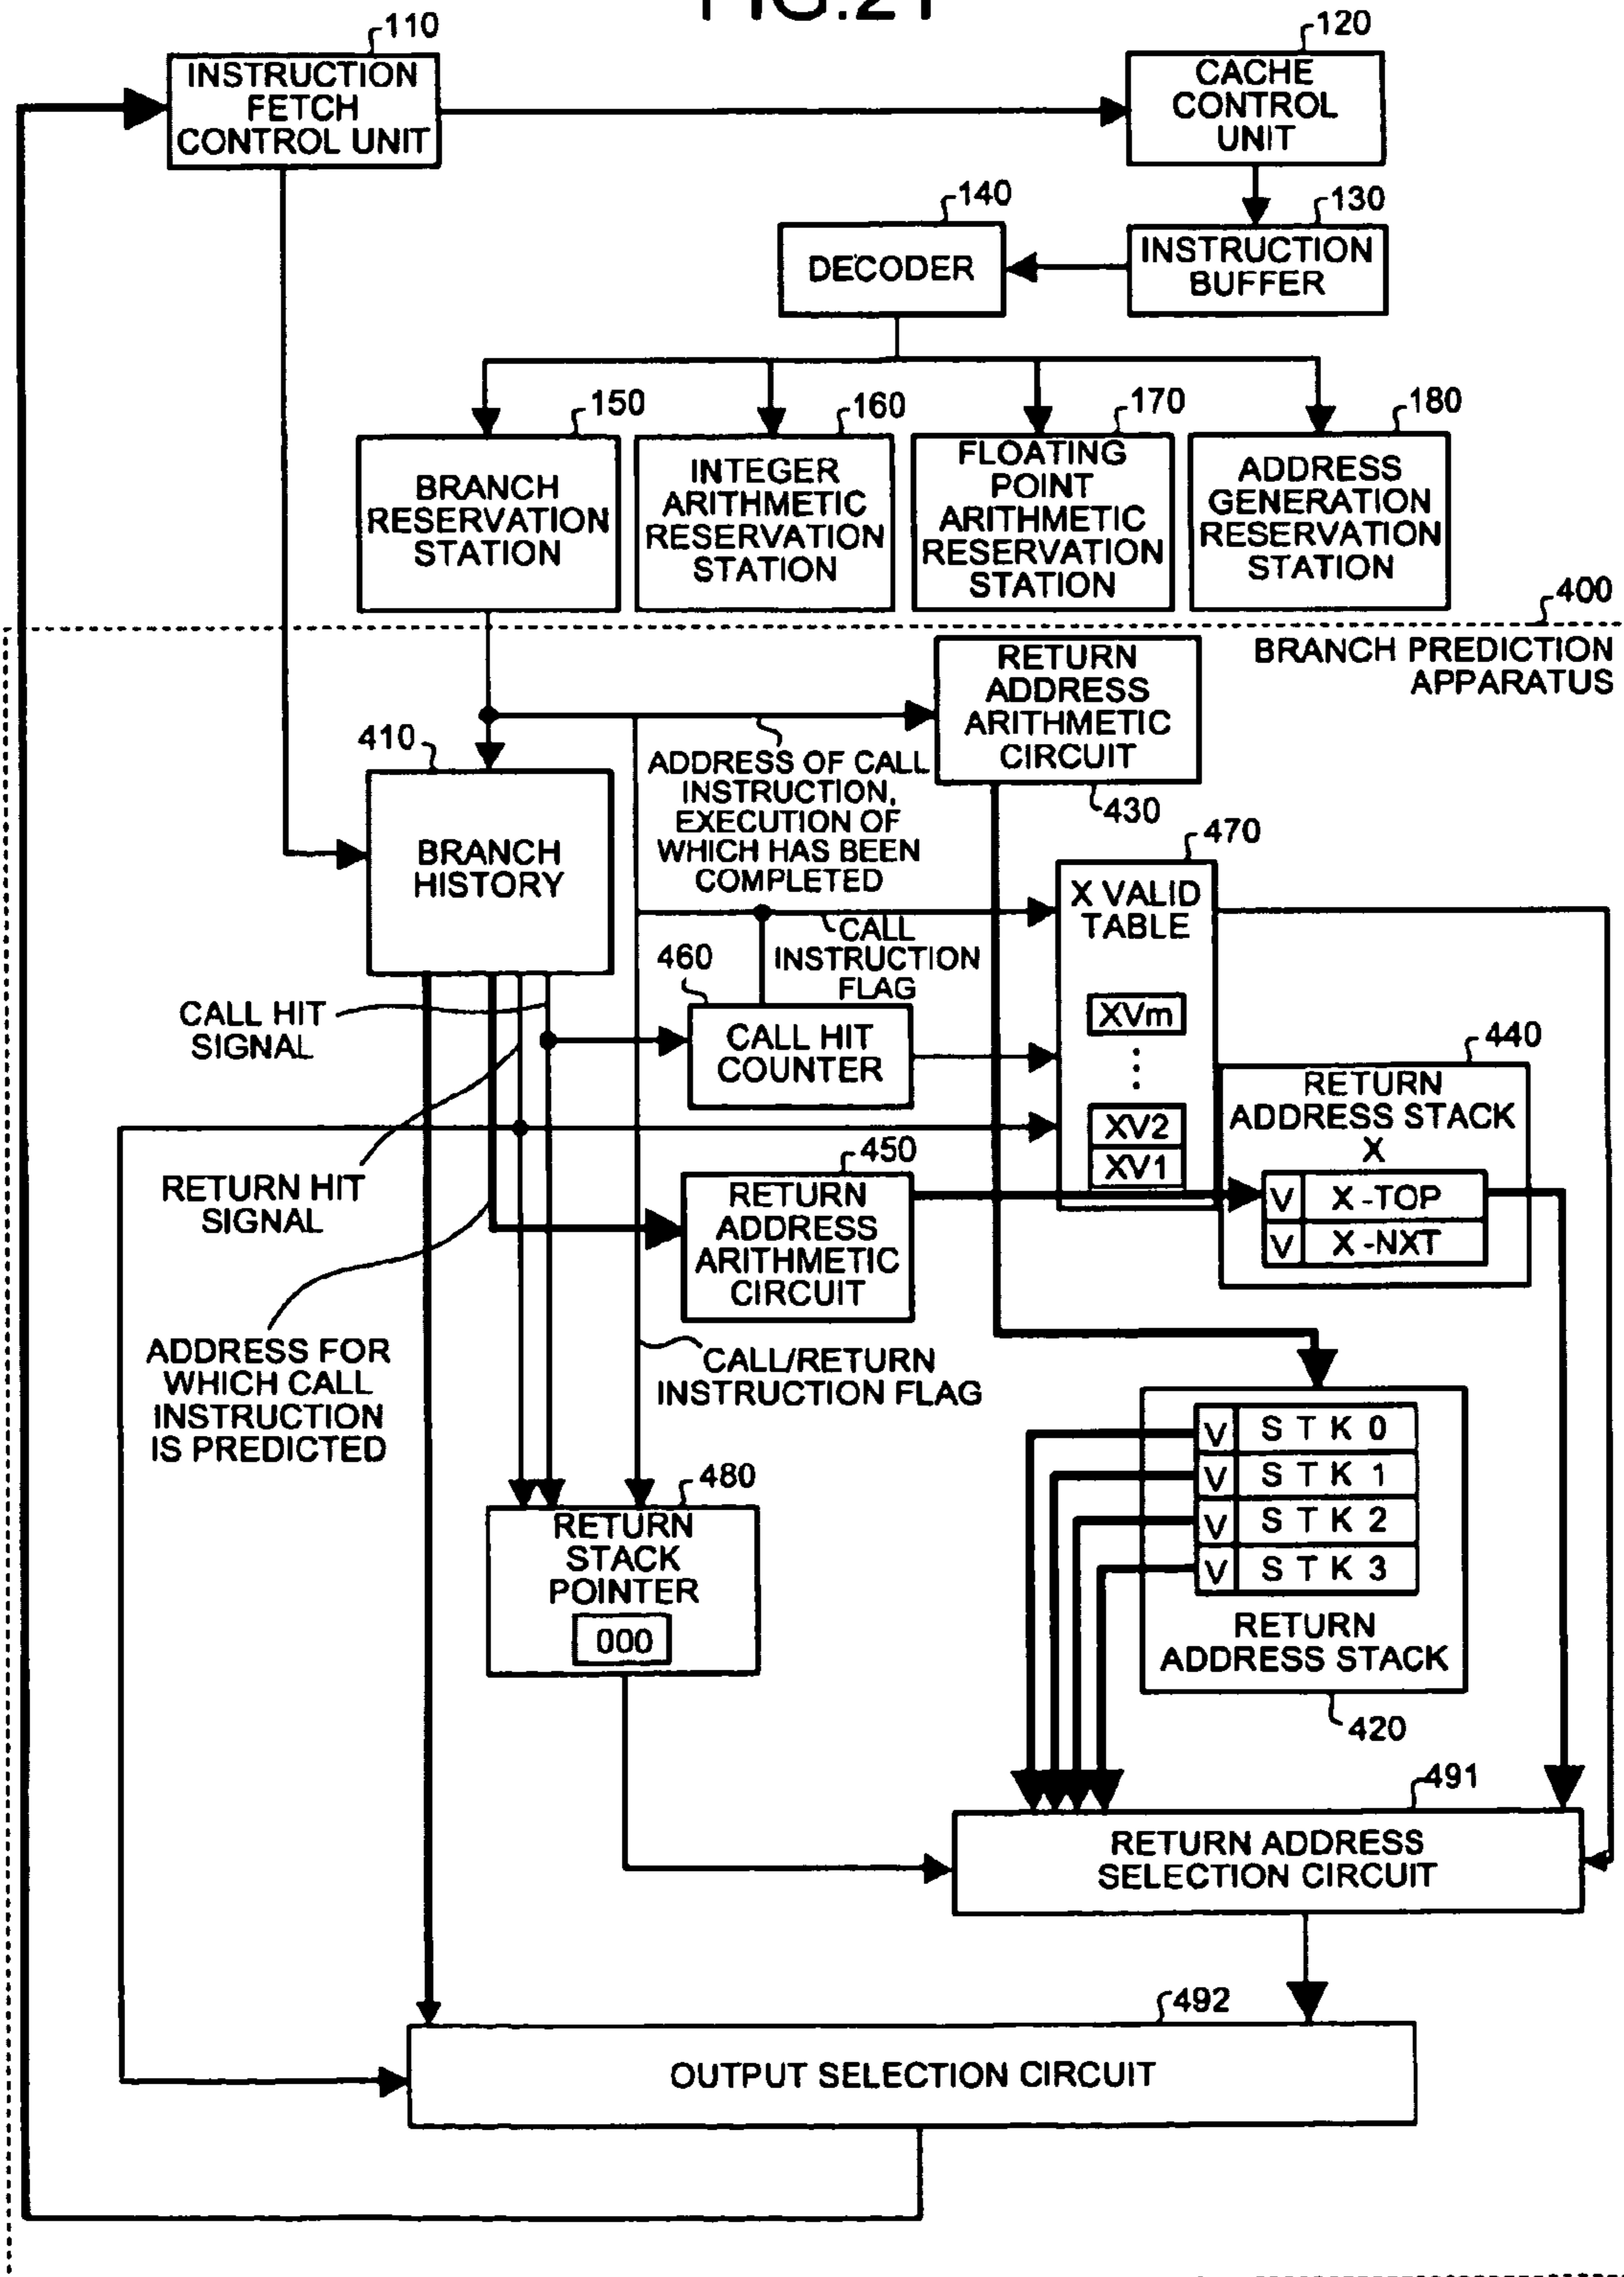 FIG.21
110
INSTRUCTION
FETCH
CONTROL UNIT
120
CACHE
CONTROL
UNIT
140
DECODER
130
INSTRUCTION
BUFFER
150
BRANCH
RESERVATION
STATION
160
INTEGER
ARITHMETIC
RESERVATION
STATION
170
FLOATING
POINT
ARITHMETIC
RESERVATION
STATION
180
ADDRESS
GENERATION
RESERVATION
STATION
400
BRANCH PREDICTION
APPARATUS
RETURN
ADDRESS
ARITHMETIC
CIRCUIT
430
410
BRANCH
HISTORY
ADDRESS OF CALL
INSTRUCTION,
EXECUTION OF
WHICH HAS BEEN
COMPLETED
470
X VALID
TABLE
XVm
XV2
XV1
CALL
INSTRUCTION
FLAG
460
CALL HIT
COUNTER
CALL HIT
SIGNAL
440
RETURN
ADDRESS STACK
X
V X-TOP
V X-NXT
RETURN HIT
SIGNAL
450
RETURN
ADDRESS
ARITHMETIC
CIRCUIT
ADDRESS FOR
WHICH CALL
INSTRUCTION
IS PREDICTED
CALL/RETURN
INSTRUCTION FLAG
V STK0
V STK1
V STK2
V STK3
RETURN
ADDRESS STACK
420
480
RETURN
STACK
POINTER
000
491
RETURN ADDRESS
SELECTION CIRCUIT
492
OUTPUT SELECTION CIRCUIT